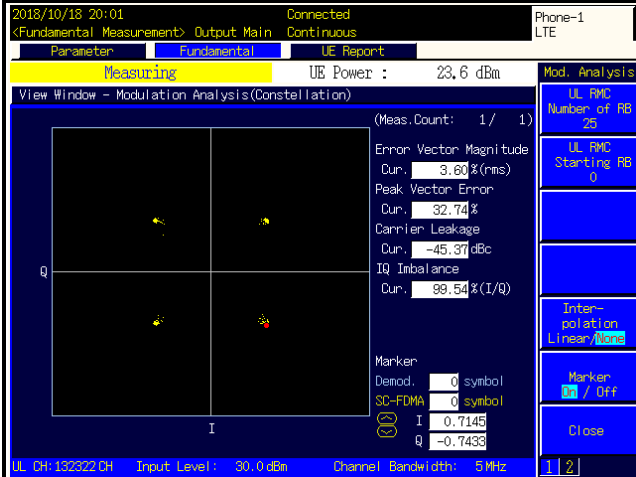 2018/10/18 20:01 Connected Phone-1
<Fundamental Measurement> Output Main Continuous LTE
Parameter Fundamental UE Report
Measuring UE Power : 23.6 dBm Mod. Analysis
View Window - Modulation Analysis(Constellation)
UL RMC
Number of RB
25
(Meas.Count: 1/ 1)
Error Vector Magnitude
Cur. 3.60 %(rms)
UL RMC
Starting RB
0
Peak Vector Error
Cur. 32.74 %
Carrier Leakage
Cur. -45.37 dBc
IQ Imbalance
Cur. 99.54 %(I/Q)
Q
Inter-
polation
Linear/None
Marker
Demod. 0 symbol
SC-FDMA 0 symbol
I 0.7145
Q -0.7433
Marker
On / Off
I
Close
UL CH: 132322 CH Input Level: 30.0 dBm Channel Bandwidth: 5 MHz
1 2